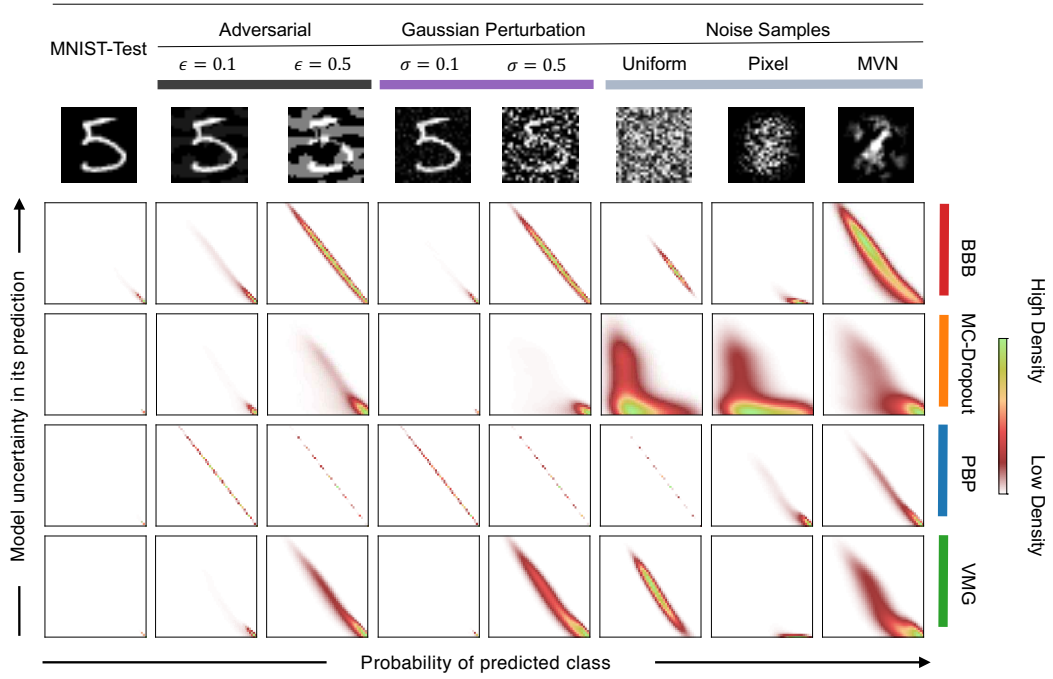 Adversarial Gaussian Perturbation Noise Samples
MNIST-Test
ϵ = 0.1 ϵ = 0.5 σ = 0.1 σ = 0.5 Uniform Pixel MVN
BBB
MC-Dropout
PBP
VMG
Model uncertainty in its prediction
High Density
Low Density
Probability of predicted class